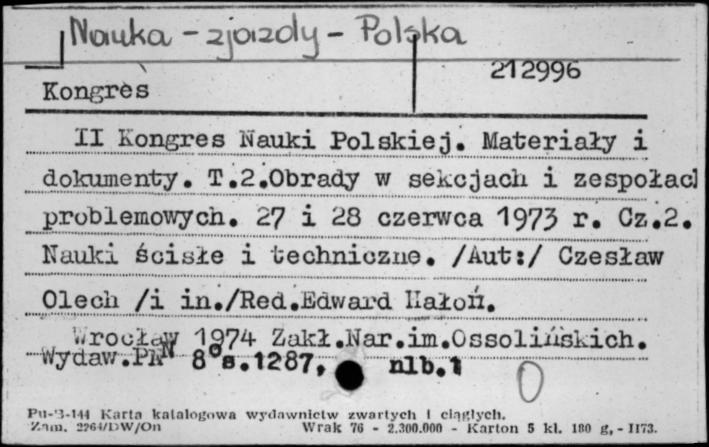 Nauka - zjazdy - Polska
212996
Kongres
II Kongres Nauki Polskiej. Materiały i
dokumenty. T.2.Obrady w sekcjach i zespołach
problemowych. 27 i 28 czerwca 1973 r. Cz.2.
Nauki ścisłe i techniczne. /Aut:/ Czesław
Olech /i in./Red.Edward Hałoń.
Wrocław 1974 Zakł.Nar.im.Ossolińskich.
Wydaw.PAN 8° s.1287, nlb.1
0
Pu-3-144 Karta katalogowa wydawnictw zwartych i ciągłych.
Zam. 2264/DW/On Wrak 76 - 2.300.000 - Karton 5 kl. 180 g, - 1173.